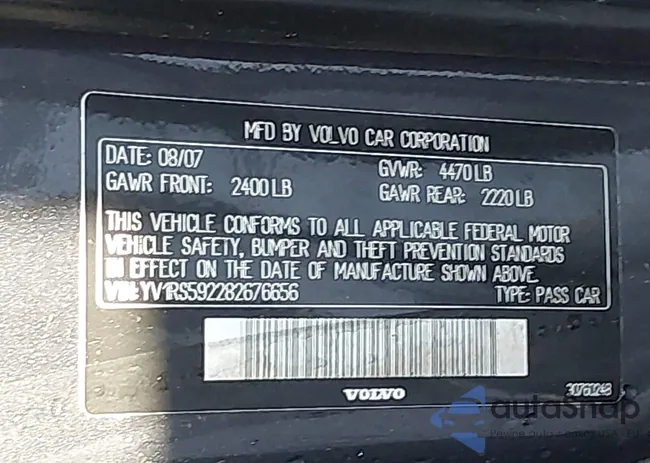 MFD BY VOLVO CAR CORPORATION
DATE: 08/07 GVWR: 4470 LB
GAWR FRONT: 2400 LB GAWR REAR: 2220 LB
THIS VEHICLE CONFORMS TO ALL APPLICABLE FEDERAL MOTOR
VEHICLE SAFETY, BUMPER AND THEFT PREVENTION STANDARDS
IN EFFECT ON THE DATE OF MANUFACTURE SHOWN ABOVE.
VIN: YV1RS592282676656 TYPE: PASS CAR
VOLVO 30761248
autoSnap